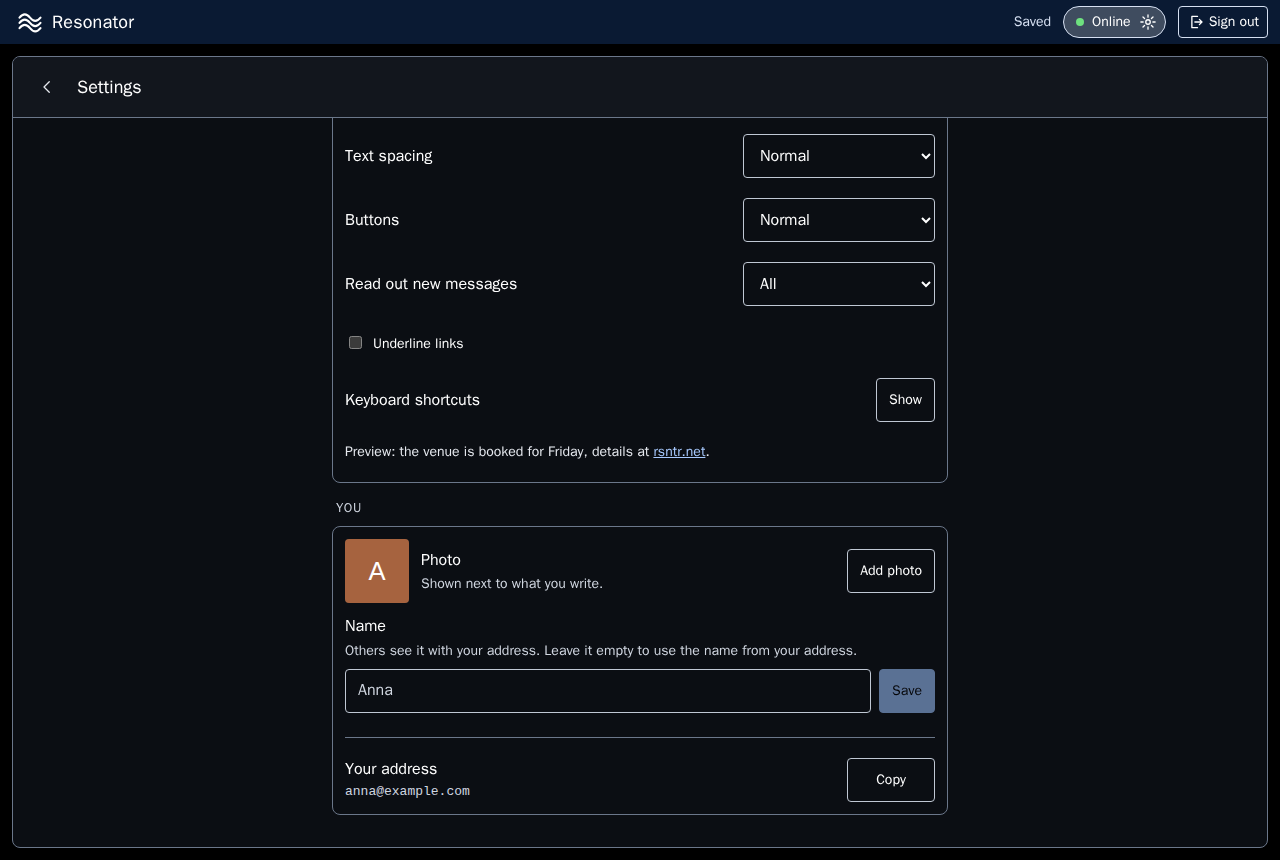 Resonator
Saved
Online
Sign out
Settings
Text spacing
Normal
Buttons
Normal
Read out new messages
All
Underline links
Keyboard shortcuts
Show
Preview: the venue is booked for Friday, details at rsntr.net.
YOU
A
Photo
Shown next to what you write.
Add photo
Name
Others see it with your address. Leave it empty to use the name from your address.
Anna
Save
Your address
anna@example.com
Copy